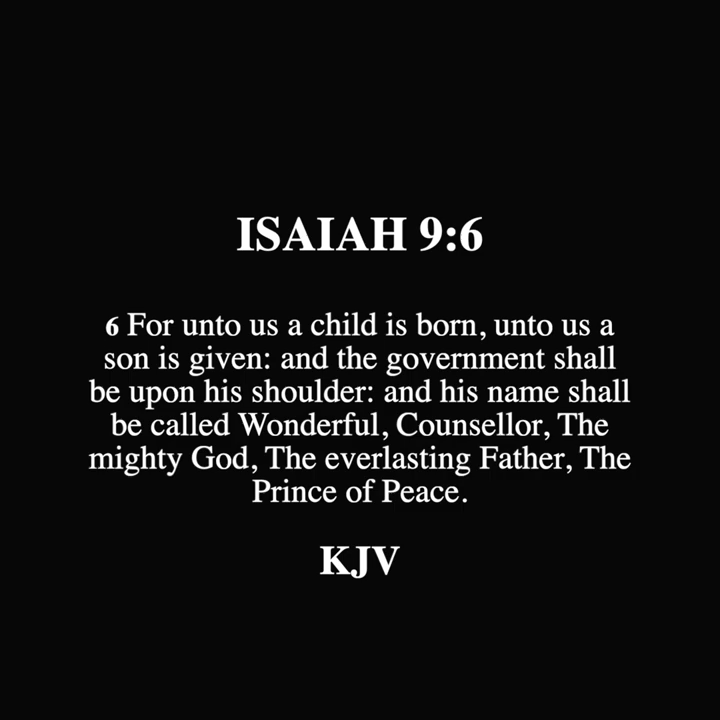 ISAIAH 9:6
6 For unto us a child is born, unto us a
son is given: and the government shall
be upon his shoulder: and his name shall
be called Wonderful, Counsellor, The
mighty God, The everlasting Father, The
Prince of Peace.
KJV